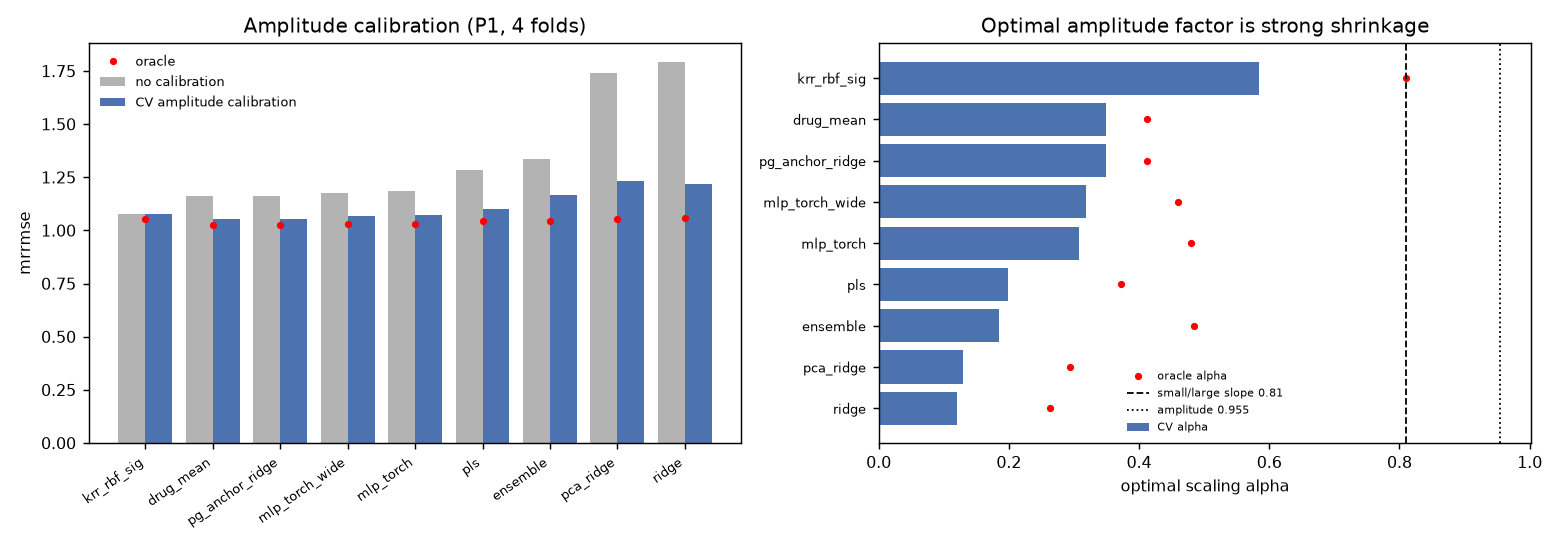 Amplitude calibration (P1, 4 folds)
oracle
no calibration
CV amplitude calibration
mrrmse
1.75
1.50
1.25
1.00
0.75
0.50
0.25
0.00
krr_rbf_sig
drug_mean
pg_anchor_ridge
mlp_torch_wide
mlp_torch
pls
ensemble
pca_ridge
ridge
Optimal amplitude factor is strong shrinkage
krr_rbf_sig
drug_mean
pg_anchor_ridge
mlp_torch_wide
mlp_torch
pls
ensemble
pca_ridge
ridge
oracle alpha
small/large slope 0.81
amplitude 0.955
CV alpha
0.0
0.2
0.4
0.6
0.8
1.0
optimal scaling alpha